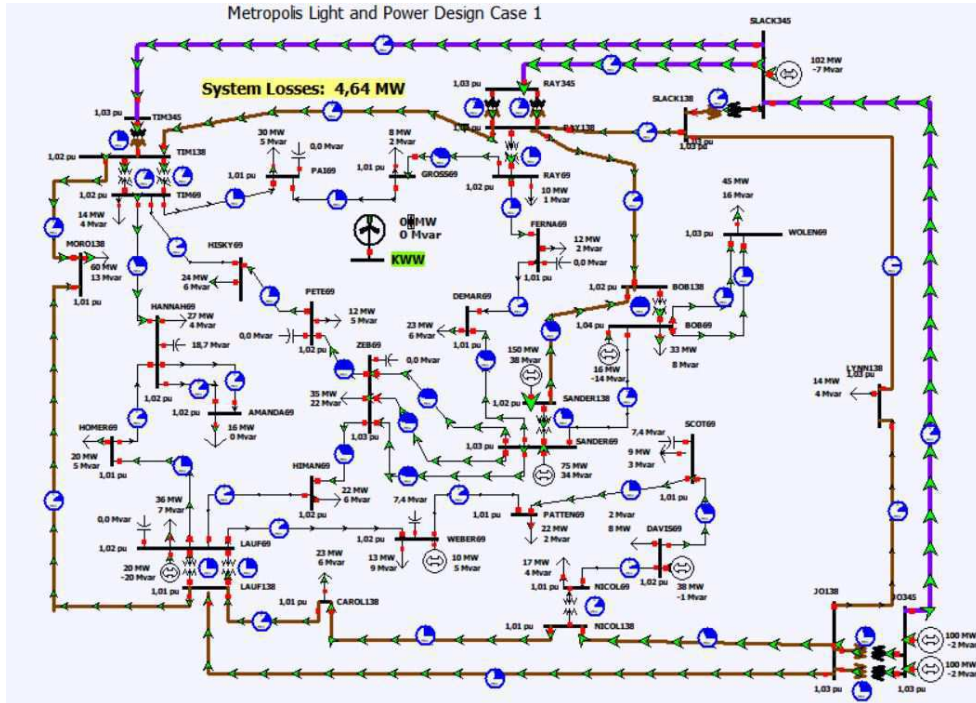 Metropolis Light and Power Design Case 1
SLACK345
102 MW
-7 Mvar
System Losses: 4,64 MW
1,03 pu
RAY345
SLACK138
1,03 pu
1,03 pu
TIM345
RAY138
1,03 pu
1,02 pu
TIM138
30 MW
5 Mvar
0,0 Mvar
8 MW
2 Mvar
1,01 pu
PAI69
1,01 pu
GROSS69
1,02 pu
RAY69
10 MW
1 Mvar
1,02 pu
TIM69
14 MW
4 Mvar
45 MW
16 Mvar
0 MW
0 Mvar
KWW
FERNA69
12 MW
2 Mvar
0,0 Mvar
1,01 pu
1,03 pu
WOLEN69
MORO138
60 MW
13 Mvar
1,01 pu
HISKY69
24 MW
6 Mvar
1,01 pu
PETE69
12 MW
5 Mvar
0,0 Mvar
1,02 pu
DEMAR69
23 MW
6 Mvar
1,01 pu
1,02 pu
BOB138
1,04 pu
BOB69
16 MW
-14 Mvar
33 MW
8 Mvar
HANNAH69
27 MW
4 Mvar
18,7 Mvar
1,02 pu
ZEB69
0,0 Mvar
35 MW
22 Mvar
1,03 pu
150 MW
38 Mvar
1,02 pu
SANDER138
1,03 pu
SANDER69
75 MW
34 Mvar
LYNN138
1,03 pu
14 MW
4 Mvar
1,02 pu
AMANDA69
16 MW
0 Mvar
HOMER69
20 MW
5 Mvar
1,01 pu
HIMAN69
22 MW
6 Mvar
1,01 pu
SCOT69
7,4 Mvar
9 MW
3 Mvar
1,01 pu
36 MW
7 Mvar
0,0 Mvar
1,02 pu
LAUF69
20 MW
-20 Mvar
7,4 Mvar
1,02 pu
WEBER69
13 MW
9 Mvar
10 MW
5 Mvar
1,01 pu
PATTEN69
22 MW
2 Mvar
2 Mvar
8 MW
DAVIS69
1,02 pu
38 MW
-1 Mvar
1,01 pu
LAUF138
23 MW
6 Mvar
1,01 pu
CAROL138
17 MW
4 Mvar
NICOL69
1,01 pu
1,01 pu
NICOL138
JO138
JO345
100 MW
-2 Mvar
100 MW
-2 Mvar
1,03 pu
1,03 pu